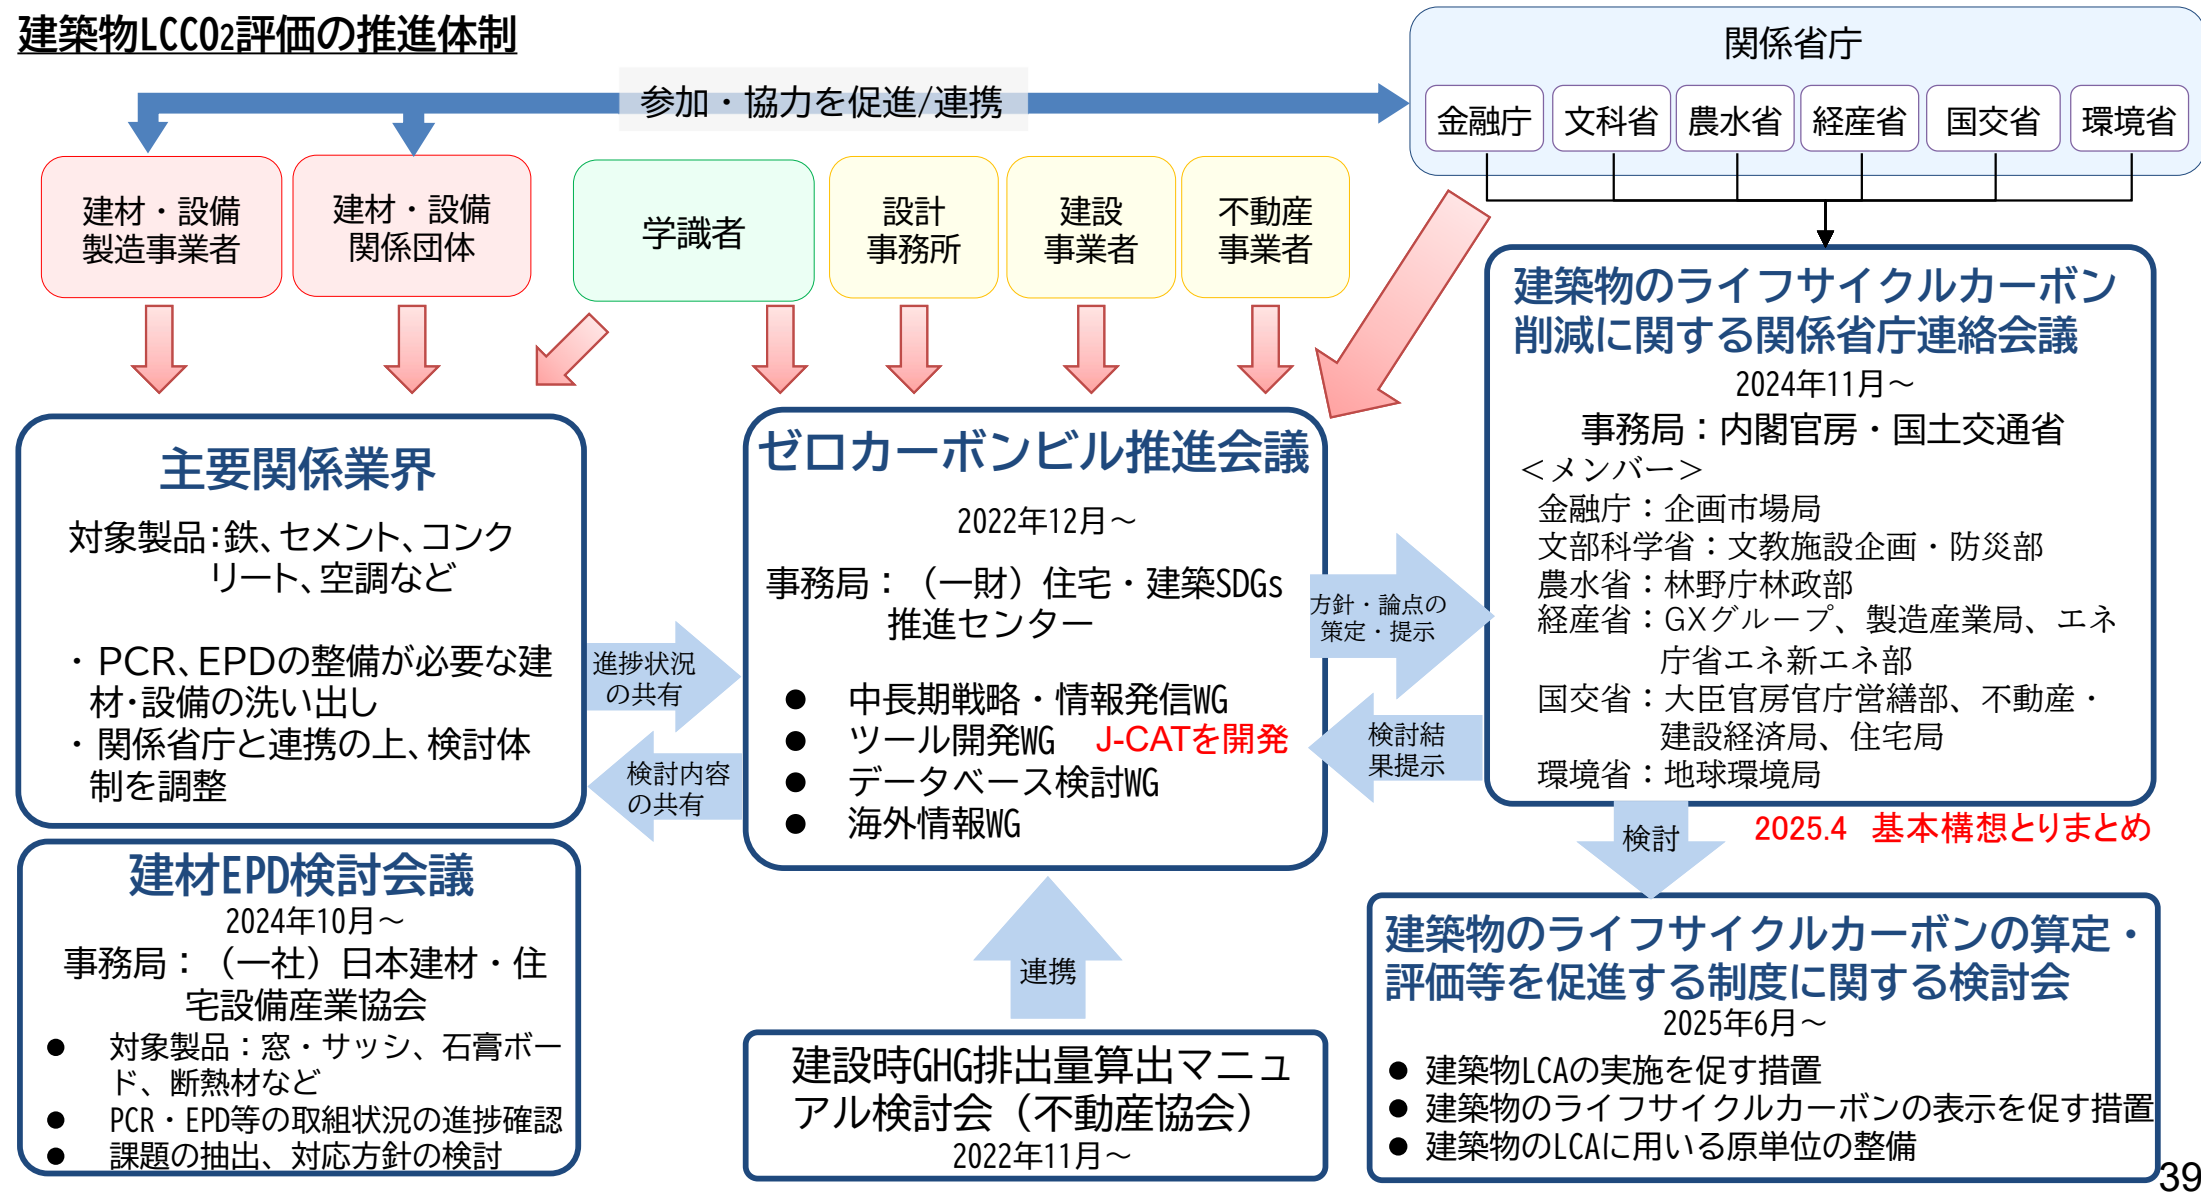 建築物LCCO2評価の推進体制
関係省庁
参加・協力を促進/連携
金融庁
文科省
農水省
経産省
国交省
環境省
建材・設備
製造事業者
建材・設備
関係団体
学識者
設計
事務所
建設
事業者
不動産
事業者
主要関係業界
対象製品：鉄、セメント、コンク
リート、空調など
・PCR、EPDの整備が必要な建
材・設備の洗い出し
・関係省庁と連携の上、検討体
制を調整
進捗状況
の共有
検討内容
の共有
ゼロカーボンビル推進会議
2022年12月～
事務局：（一財）住宅・建築SDGs
推進センター
● 中長期戦略・情報発信WG
● ツール開発WG J-CATを開発
● データベース検討WG
● 海外情報WG
方針・論点の
策定・提示
検討結
果提示
建築物のライフサイクルカーボン
削減に関する関係省庁連絡会議
2024年11月～
事務局：内閣官房・国土交通省
＜メンバー＞
金融庁：企画市場局
文部科学省：文教施設企画・防災部
農水省：林野庁林政部
経産省：GXグループ、製造産業局、エネ
庁省エネ新エネ部
国交省：大臣官房官庁営繕部、不動産・
建設経済局、住宅局
環境省：地球環境局
検討
2025.4 基本構想とりまとめ
建材EPD検討会議
2024年10月～
事務局：（一社）日本建材・住
宅設備産業協会
● 対象製品：窓・サッシ、石膏ボー
ド、断熱材など
● PCR・EPD等の取組状況の進捗確認
● 課題の抽出、対応方針の検討
連携
建設時GHG排出量算出マニュ
アル検討会（不動産協会）
2022年11月～
建築物のライフサイクルカーボンの算定・
評価等を促進する制度に関する検討会
2025年6月～
● 建築物LCAの実施を促す措置
● 建築物のライフサイクルカーボンの表示を促す措置
● 建築物のLCAに用いる原単位の整備
39